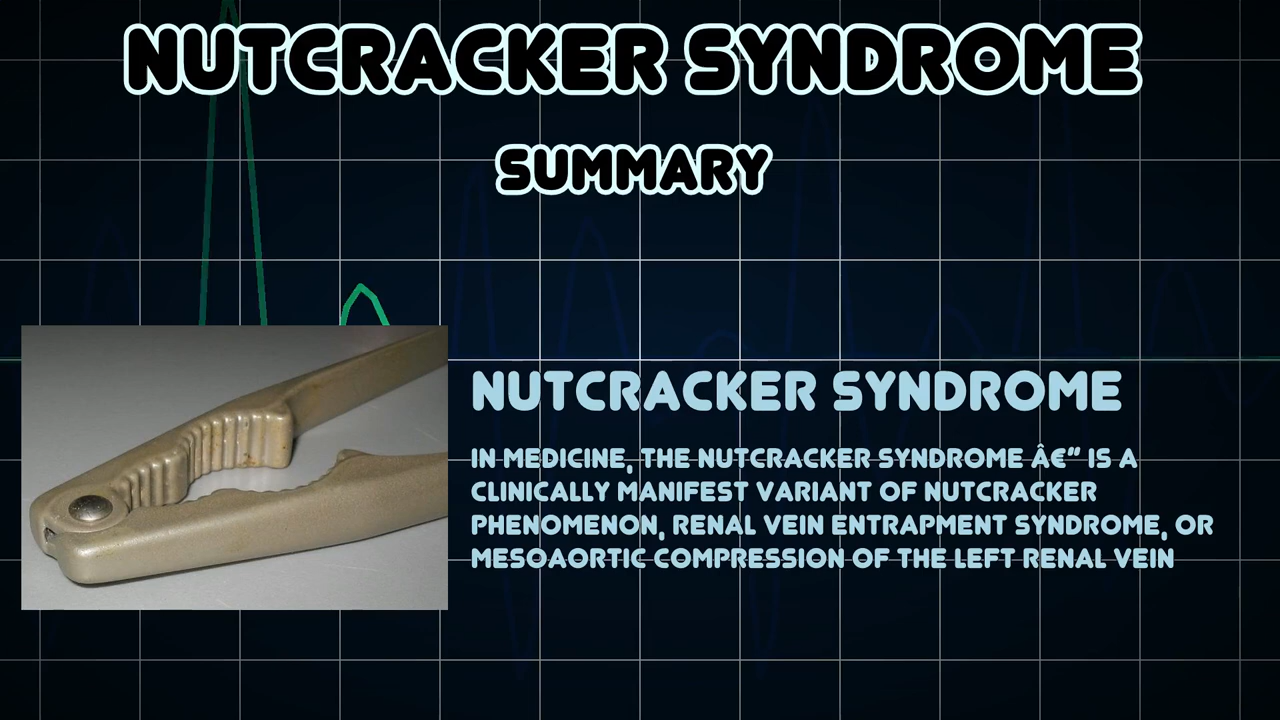 NUTCRACKER SYNDROME
SUMMARY
NUTCRACKER SYNDROME
IN MEDICINE, THE NUTCRACKER SYNDROME Â€” IS A
CLINICALLY MANIFEST VARIANT OF NUTCRACKER
PHENOMENON, RENAL VEIN ENTRAPMENT SYNDROME, OR
MESOAORTIC COMPRESSION OF THE LEFT RENAL VEIN